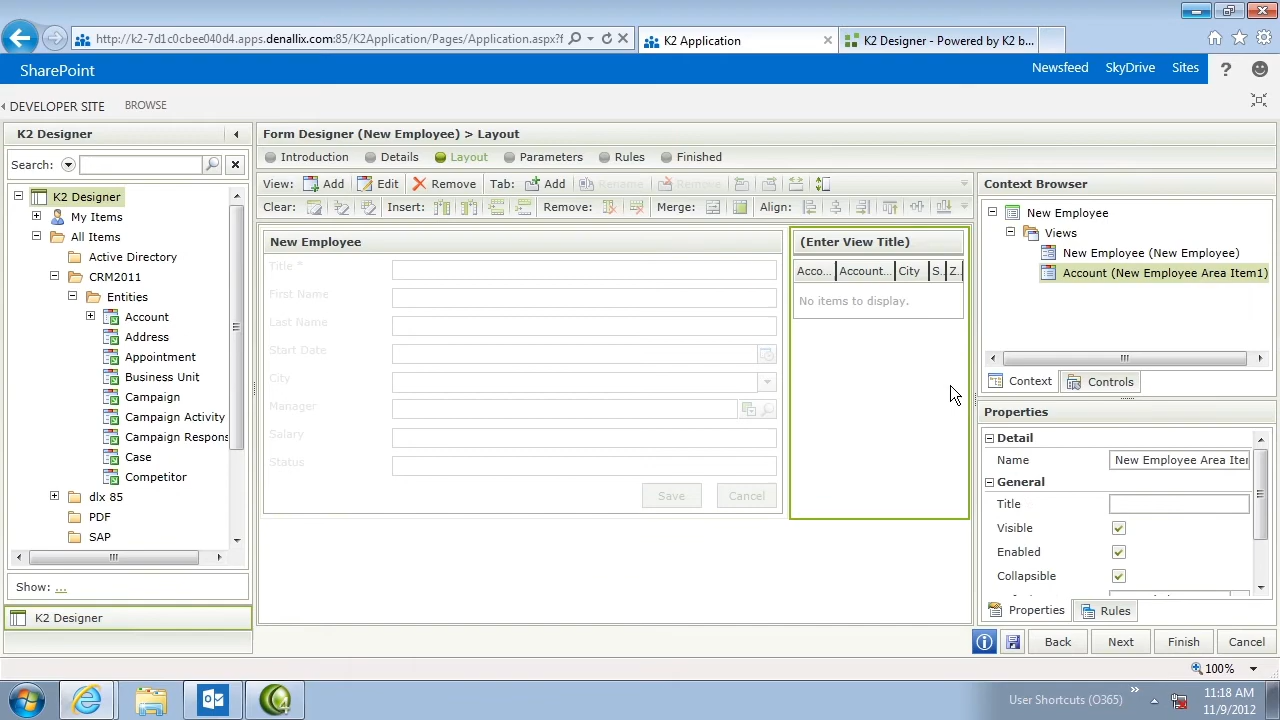 http://k2-7d1c0cbee040d4.apps.denallix.com:85/K2Application/Pages/Application.aspx?f
K2 Application
K2 Designer - Powered by K2 b...
SharePoint
Newsfeed SkyDrive Sites ?
DEVELOPER SITE BROWSE
K2 Designer
Search:
K2 Designer
My Items
All Items
Active Directory
CRM2011
Entities
Account
Address
Appointment
Business Unit
Campaign
Campaign Activity
Campaign Respons
Case
Competitor
dlx 85
PDF
SAP
Show: ...
K2 Designer
Form Designer (New Employee) > Layout
Introduction Details Layout Parameters Rules Finished
View: Add Edit Remove Tab: Add Rename Remove
Clear: Insert: Remove: Merge: Align:
New Employee
Title *
First Name
Last Name
Start Date
City
Manager
Salary
Status
Save Cancel
(Enter View Title)
Acco... Account... City S.. Z..
No items to display.
Context Browser
New Employee
Views
New Employee (New Employee)
Account (New Employee Area Item1)
Context Controls
Properties
Detail
Name New Employee Area Iter
General
Title
Visible
Enabled
Collapsible
Properties Rules
Back Next Finish Cancel
100%
User Shortcuts (O365) »
11:18 AM
11/9/2012